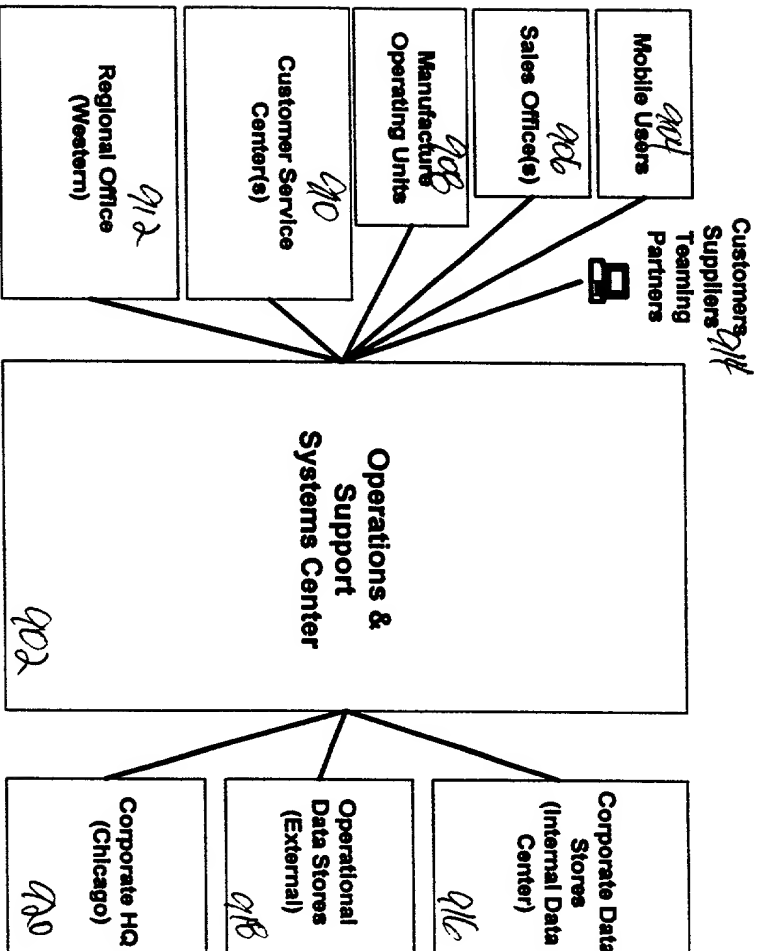 Customers
Suppliers 914
Teaming
Partners
Mobile Users
904
Sales Office(s)
906
Manufacture
Operating Units
908
Customer Service
Center(s)
910
Regional Office
(Western)
912
Operations &
Support
Systems Center
902
Corporate Data
Stores
(Internal Data
Center)
916
Operational
Data Stores
(External)
918
Corporate HQ
(Chicago)
920